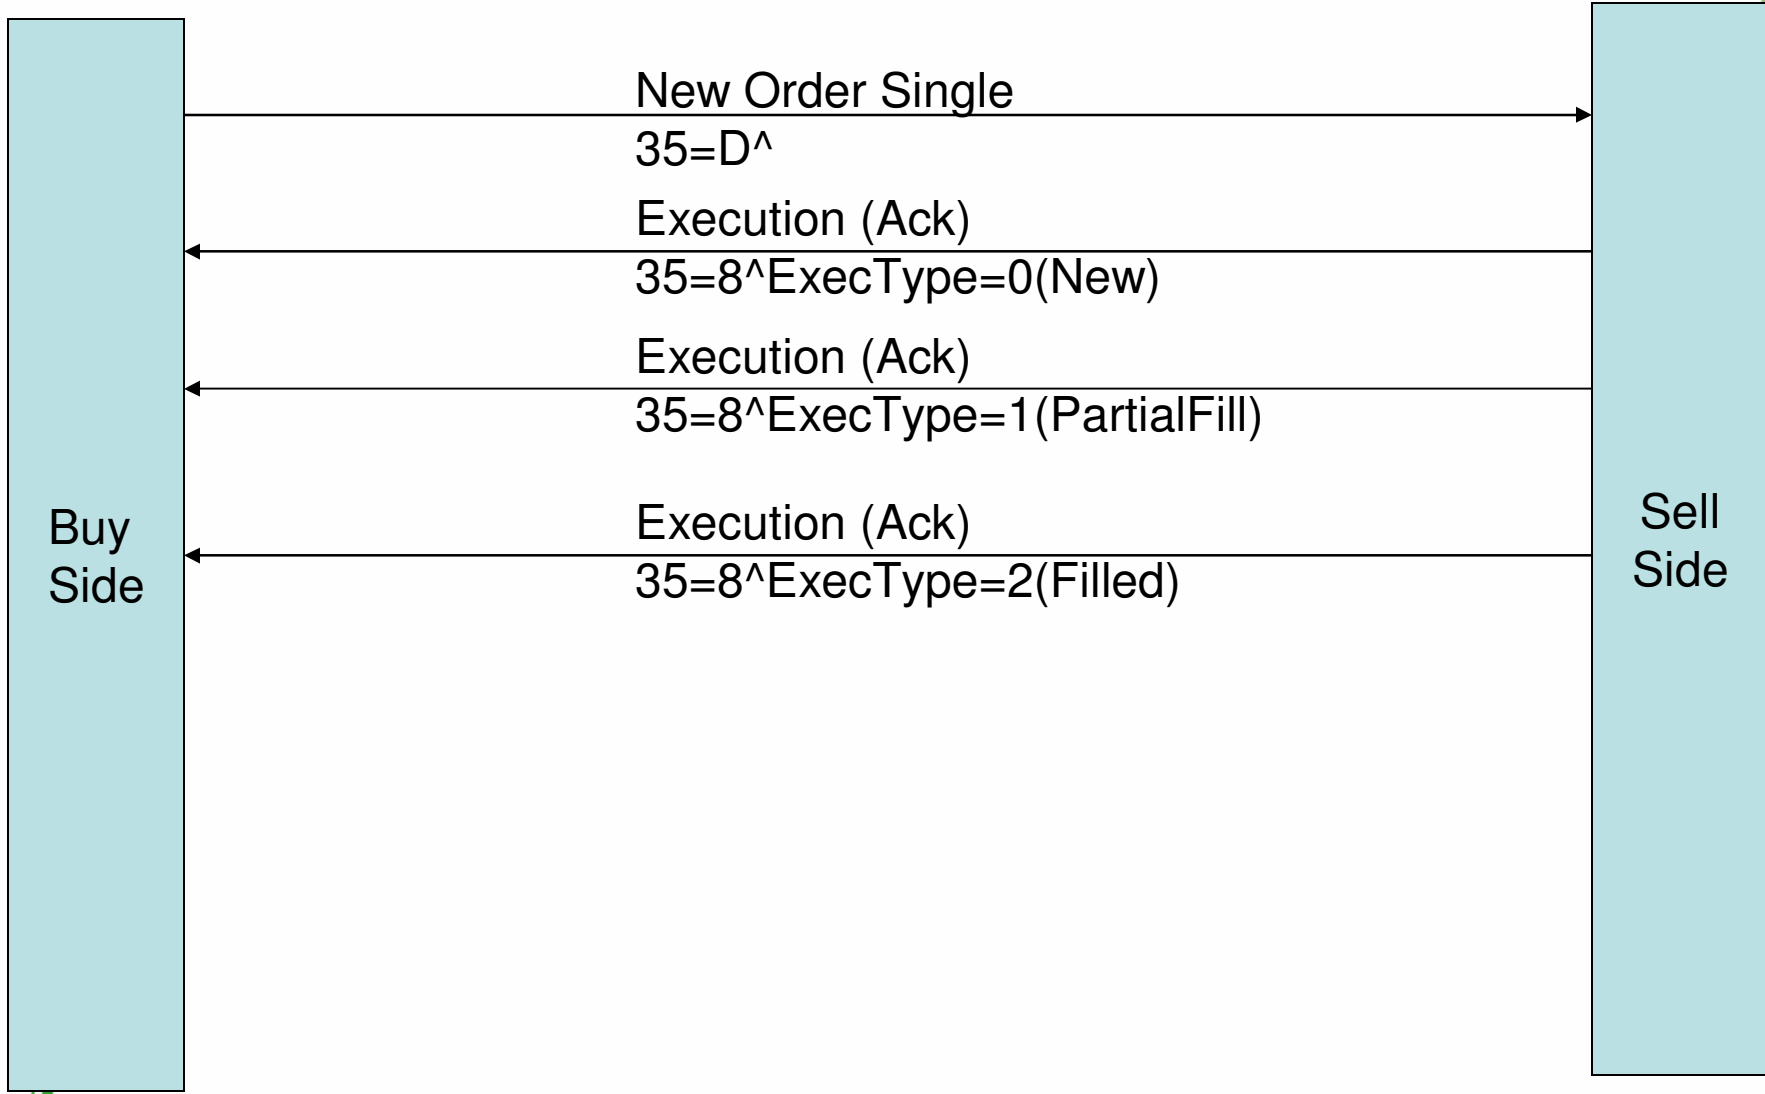 New Order Single
35=D^
Execution (Ack)
35=8^ExecType=0(New)
Execution (Ack)
35=8^ExecType=1(PartialFill)
Execution (Ack)
35=8^ExecType=2(Filled)
Buy
Side
Sell
Side